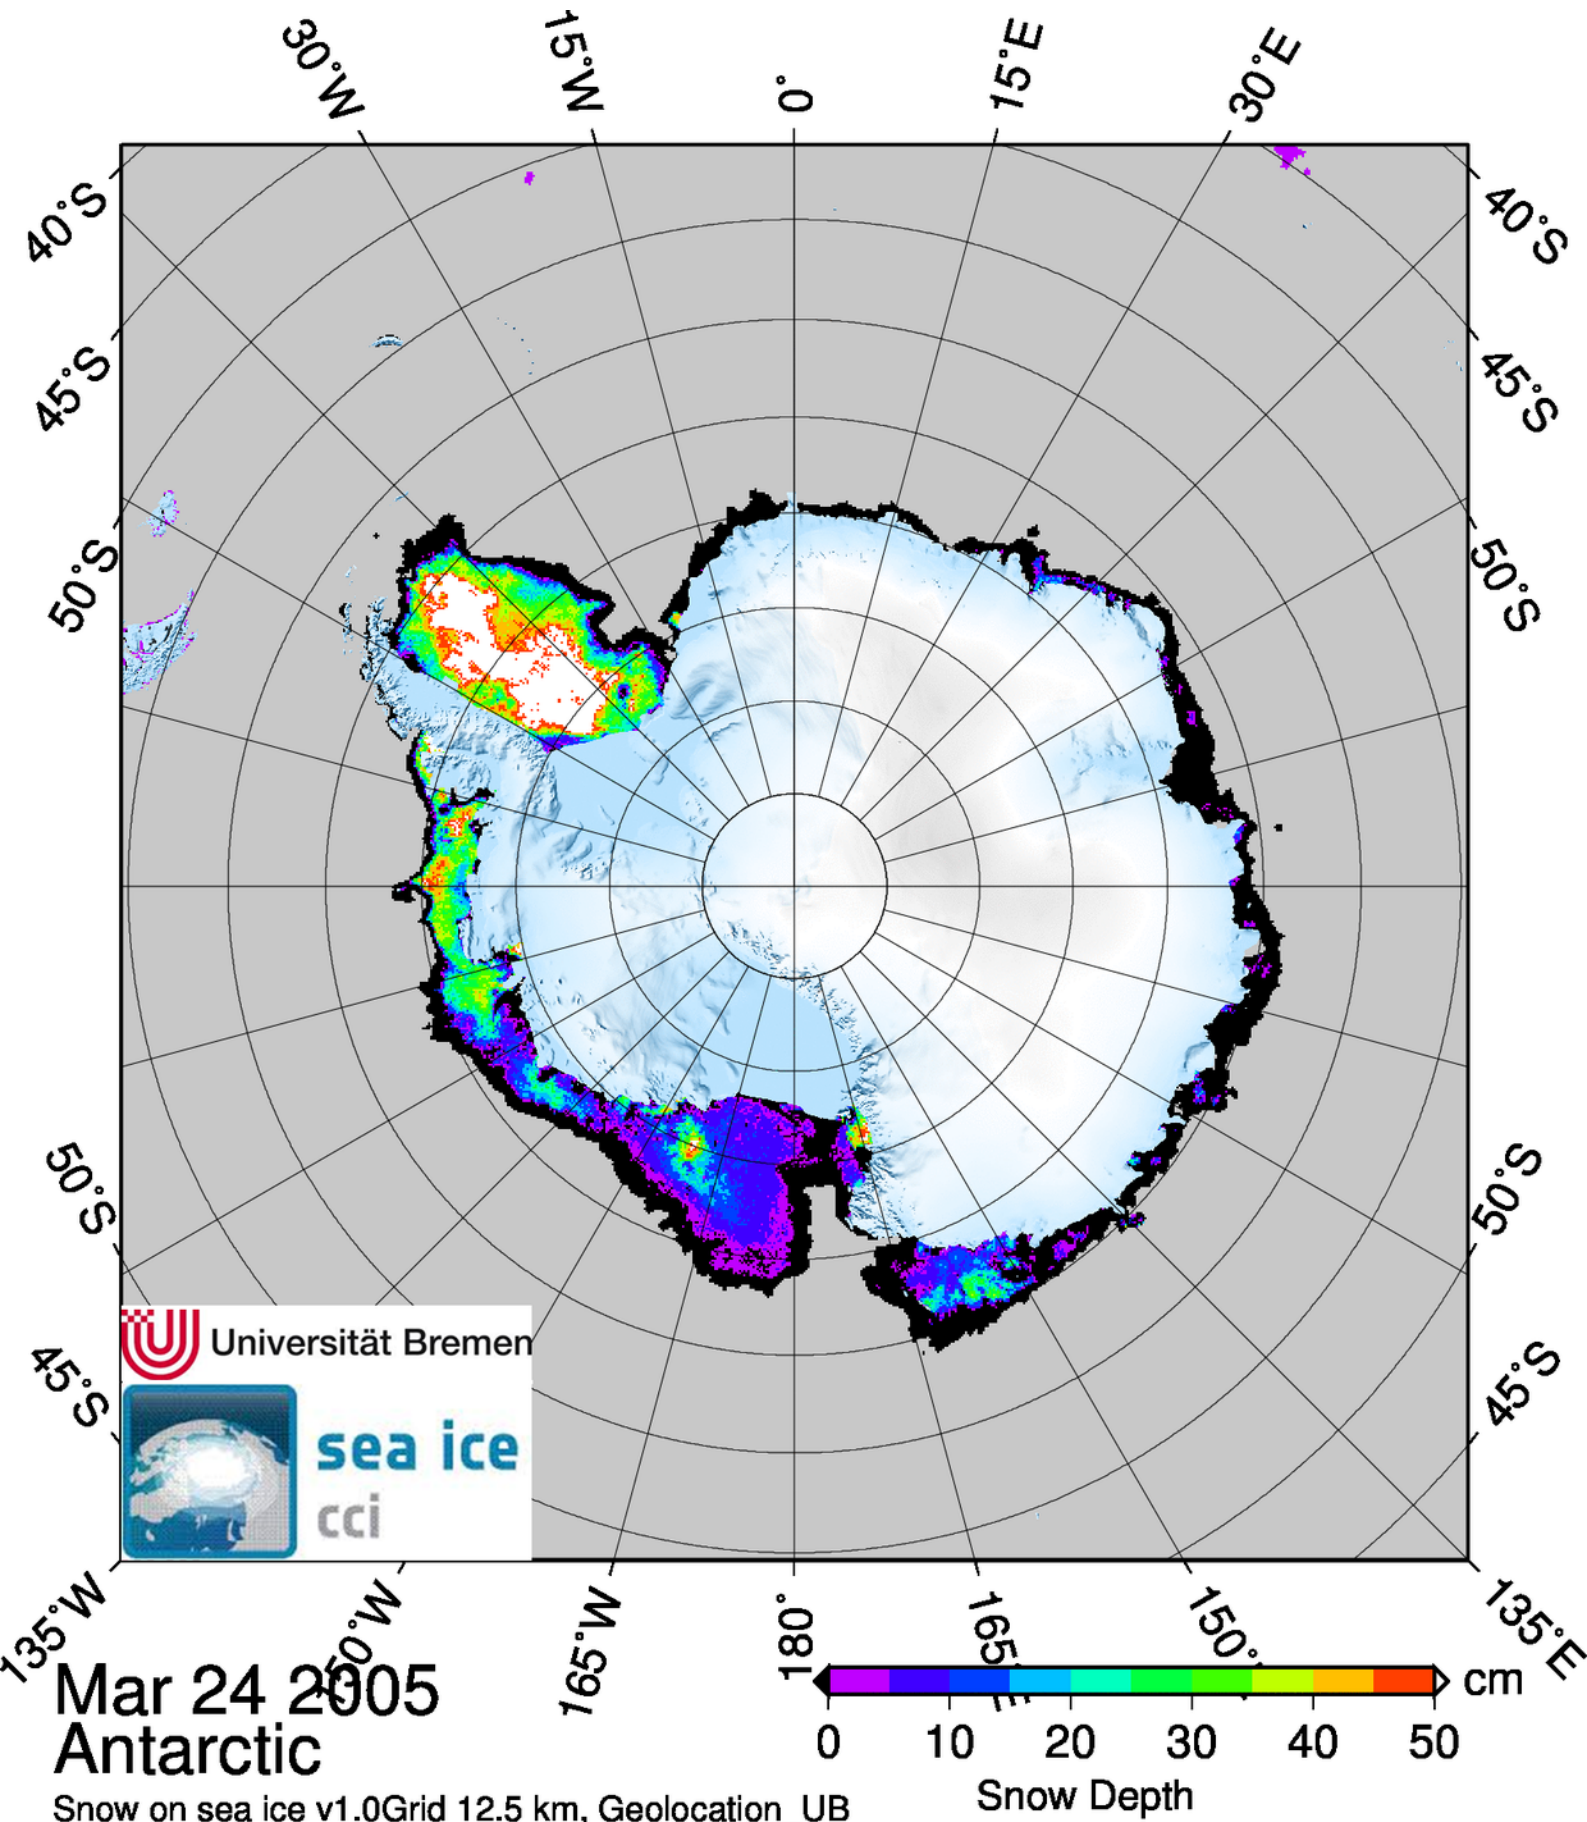 30°W 15°W 0° 15°E 30°E
40°S 40°S
45°S 45°S
50°S 50°S
50°S 50°S
45°S 45°S
Universität Bremen
sea ice
cci
135°W 165°W 180° 165°E 150° 135°E
Mar 24 2005
Antarctic
cm
0 10 20 30 40 50
Snow Depth
Snow on sea ice v1.0Grid 12.5 km, Geolocation UB